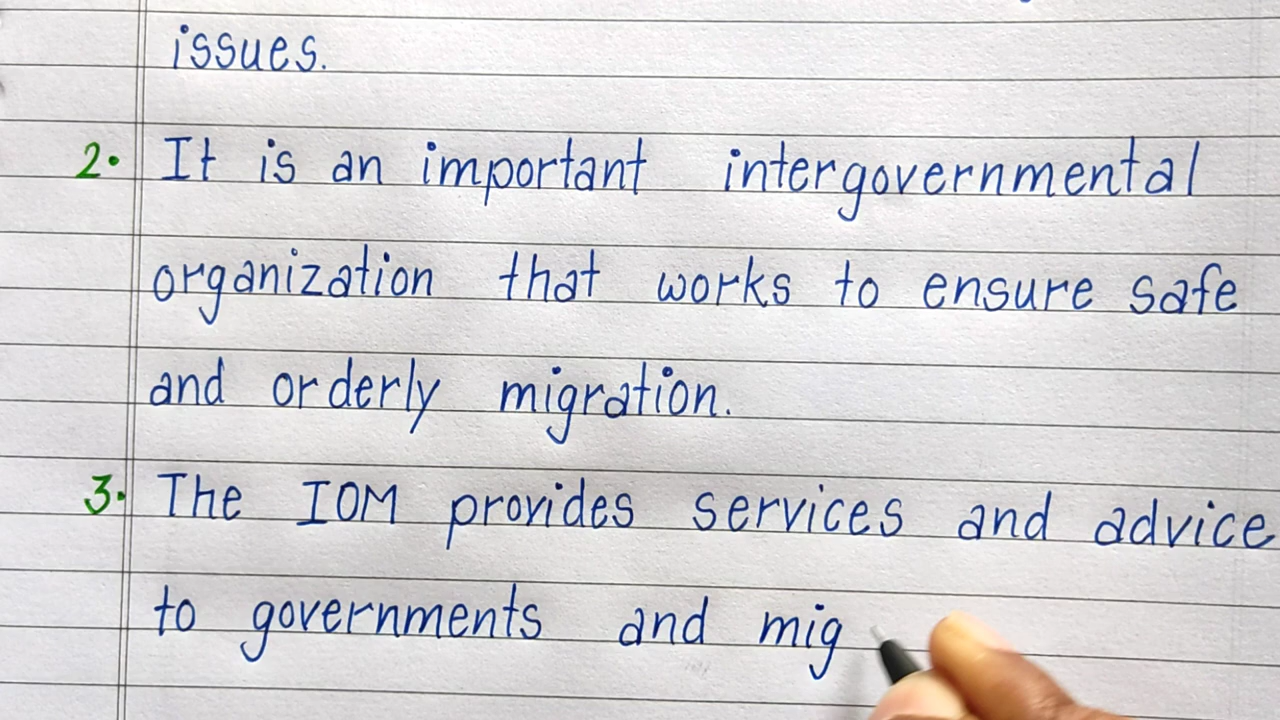 issues.
2. It is an important intergovernmental
organization that works to ensure safe
and orderly migration.
3. The IOM provides services and advice
to governments and mig